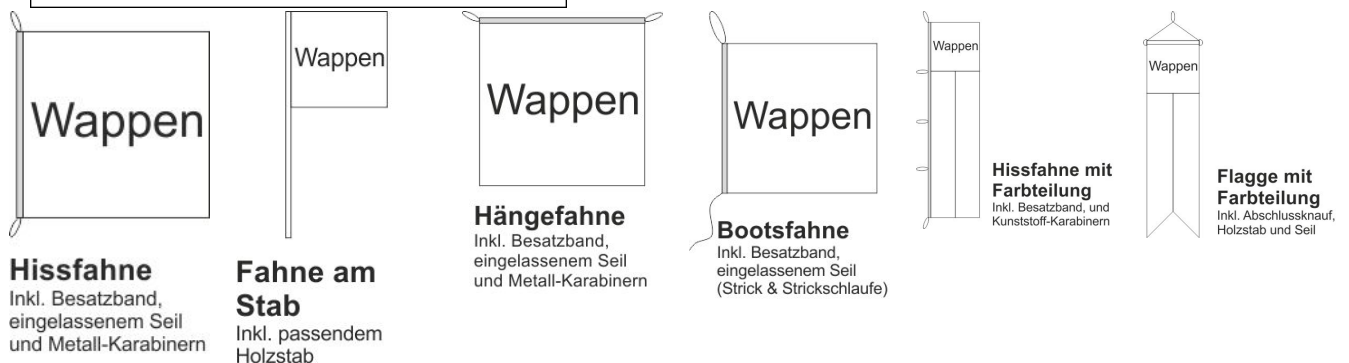 Wappen
Hissfahne
Inkl. Besatzband,
eingelassenem Seil
und Metall-Karabinern
Wappen
Fahne am
Stab
Inkl. passendem
Holzstab
Wappen
Hängefahne
Inkl. Besatzband,
eingelassenem Seil
und Metall-Karabinern
Wappen
Bootsfahne
Inkl. Besatzband,
eingelassenem Seil
(Strick & Strickschlaufe)
Wappen
Hissfahne mit
Farbteilung
Inkl. Besatzband, und
Kunststoff-Karabinern
Wappen
Flagge mit
Farbteilung
Inkl. Abschlussknauf,
Holzstab und Seil